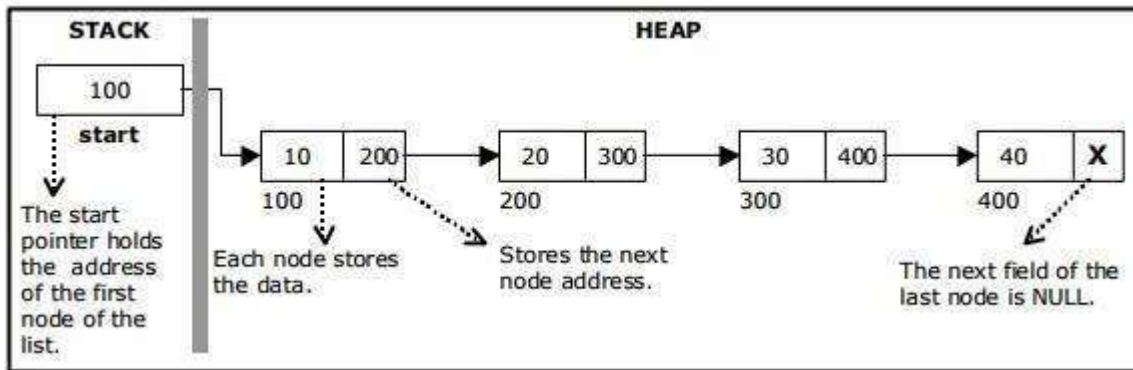 STACK
HEAP
100
start
10 200
20 300
30 400
40 X
100
200
300
400
The start
pointer holds
the address
of the first
node of the
list.
Each node stores
the data.
Stores the next
node address.
The next field of the
last node is NULL.